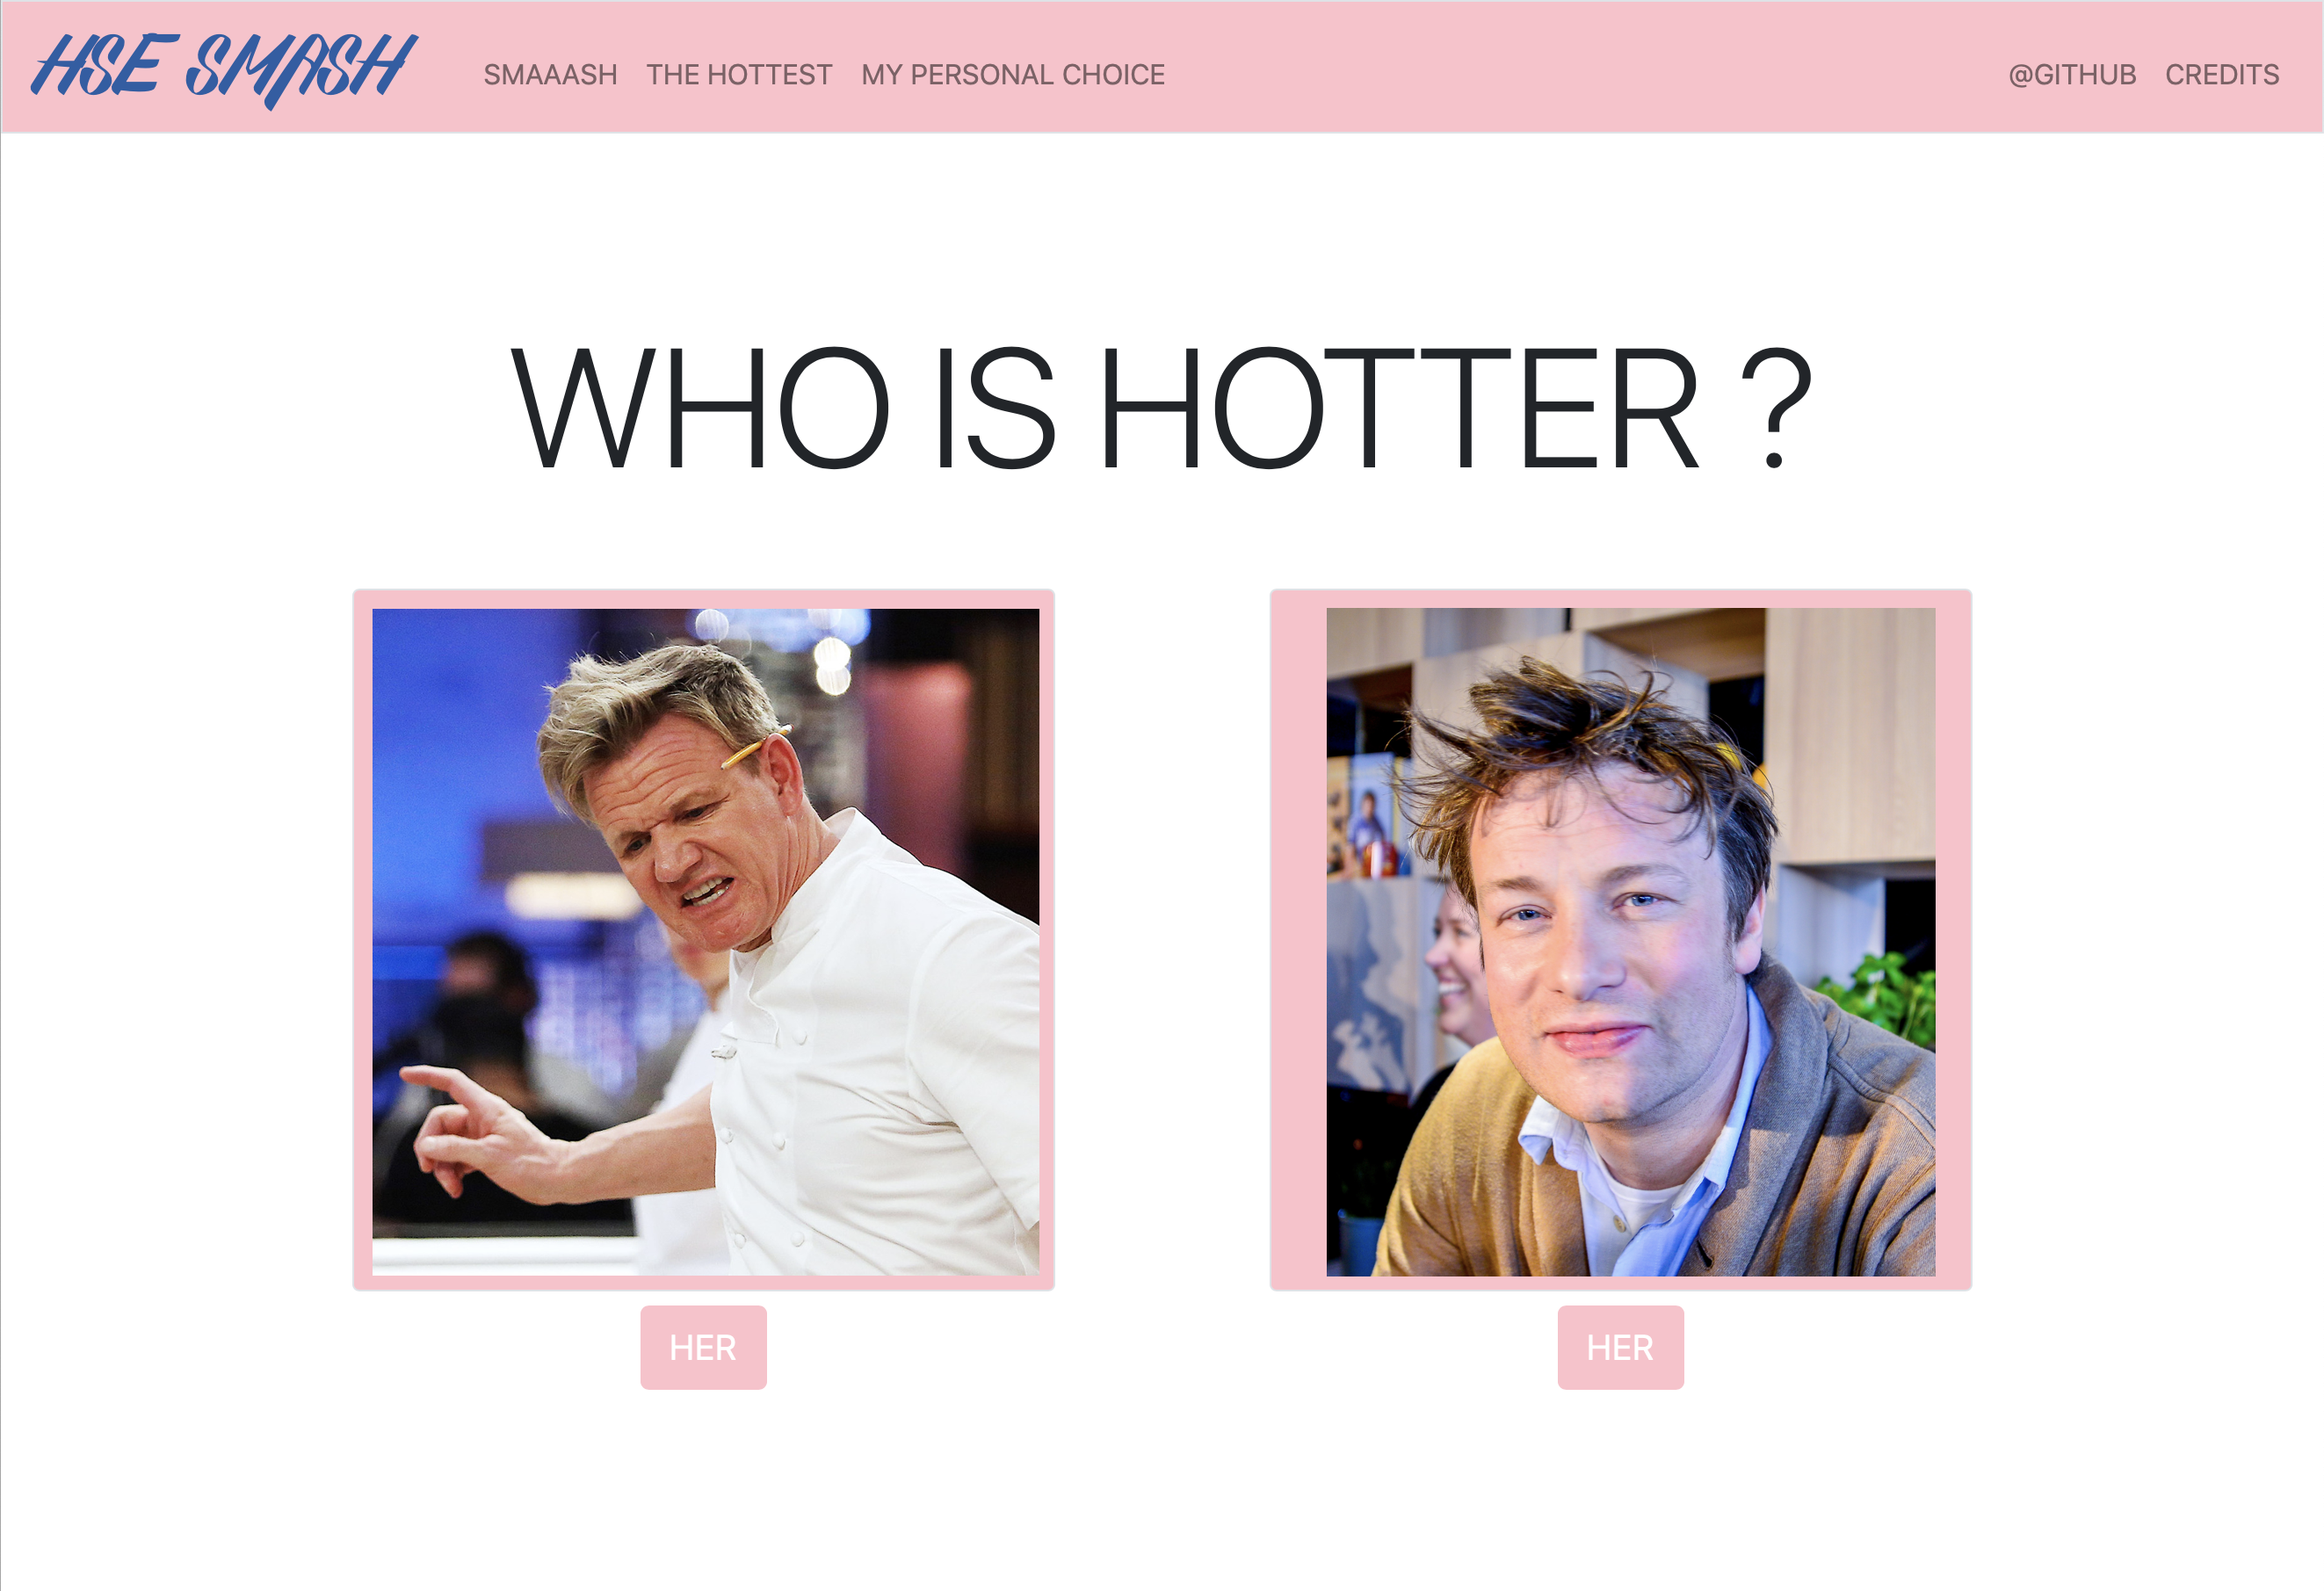 HSE SMASH SMAAASH THE HOTTEST MY PERSONAL CHOICE @GITHUB CREDITS
WHO IS HOTTER ?
HER HER